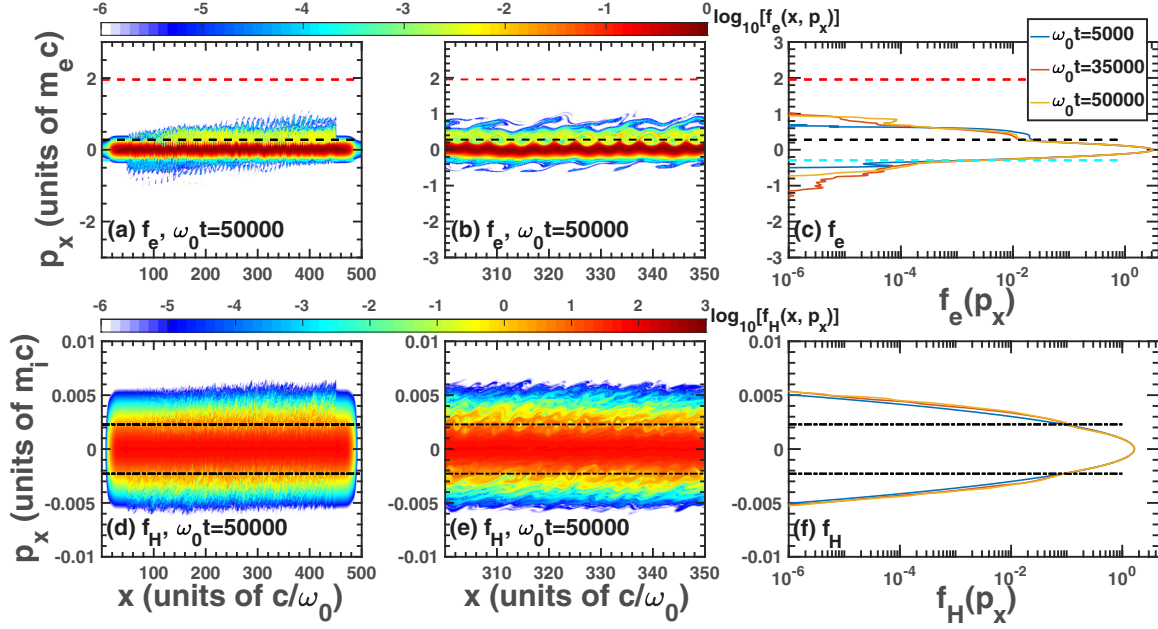 -6 -5 -4 -3 -2 -1 0 log10[fe(x, px)]
px (units of mec)
2
0
-2
(a) fe, ω0t=50000
100 200 300 400 500
3
2
1
0
-1
-2
-3
(b) fe, ω0t=50000
310 320 330 340 350
3
2
1
0
-1
-2
-3
ω0t=5000
ω0t=35000
ω0t=50000
(c) fe
10^-6 10^-4 10^-2 10^0
fe(px)
-6 -5 -4 -3 -2 -1 0 1 2 3 log10[fH(x, px)]
px (units of mic)
0.01
0.005
0
-0.005
-0.01
(d) fH, ω0t=50000
100 200 300 400 500
x (units of c/ω0)
0.01
0.005
0
-0.005
-0.01
(e) fH, ω0t=50000
310 320 330 340 350
x (units of c/ω0)
0.01
0.005
0
-0.005
-0.01
(f) fH
10^-6 10^-4 10^-2 10^0
fH(px)